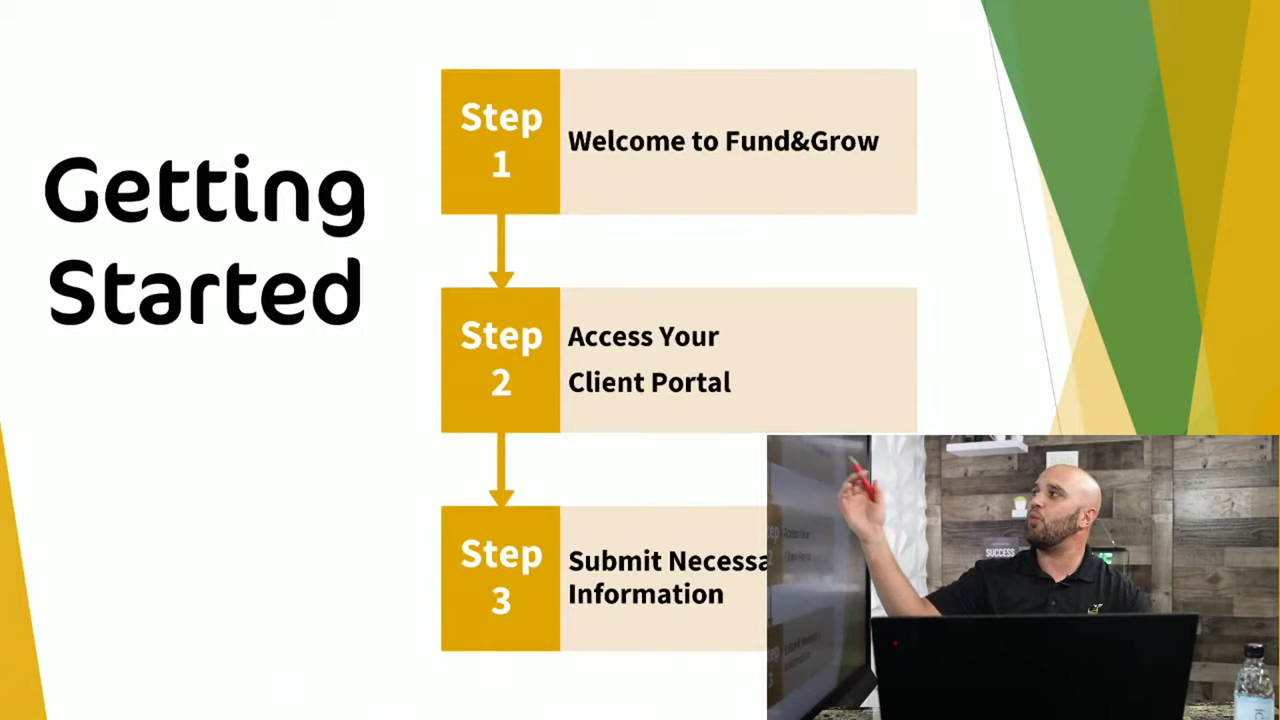 Getting
Started
Step
1
Welcome to Fund&Grow
Step
2
Access Your
Client Portal
Step
3
Submit Necessa
Information
SUCCESS